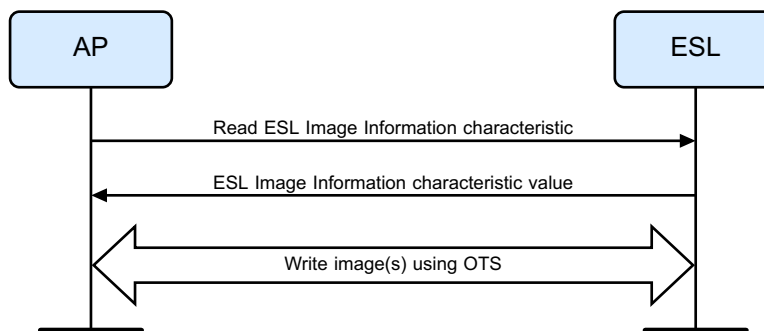 AP
ESL
Read ESL Image Information characteristic
ESL Image Information characteristic value
Write image(s) using OTS